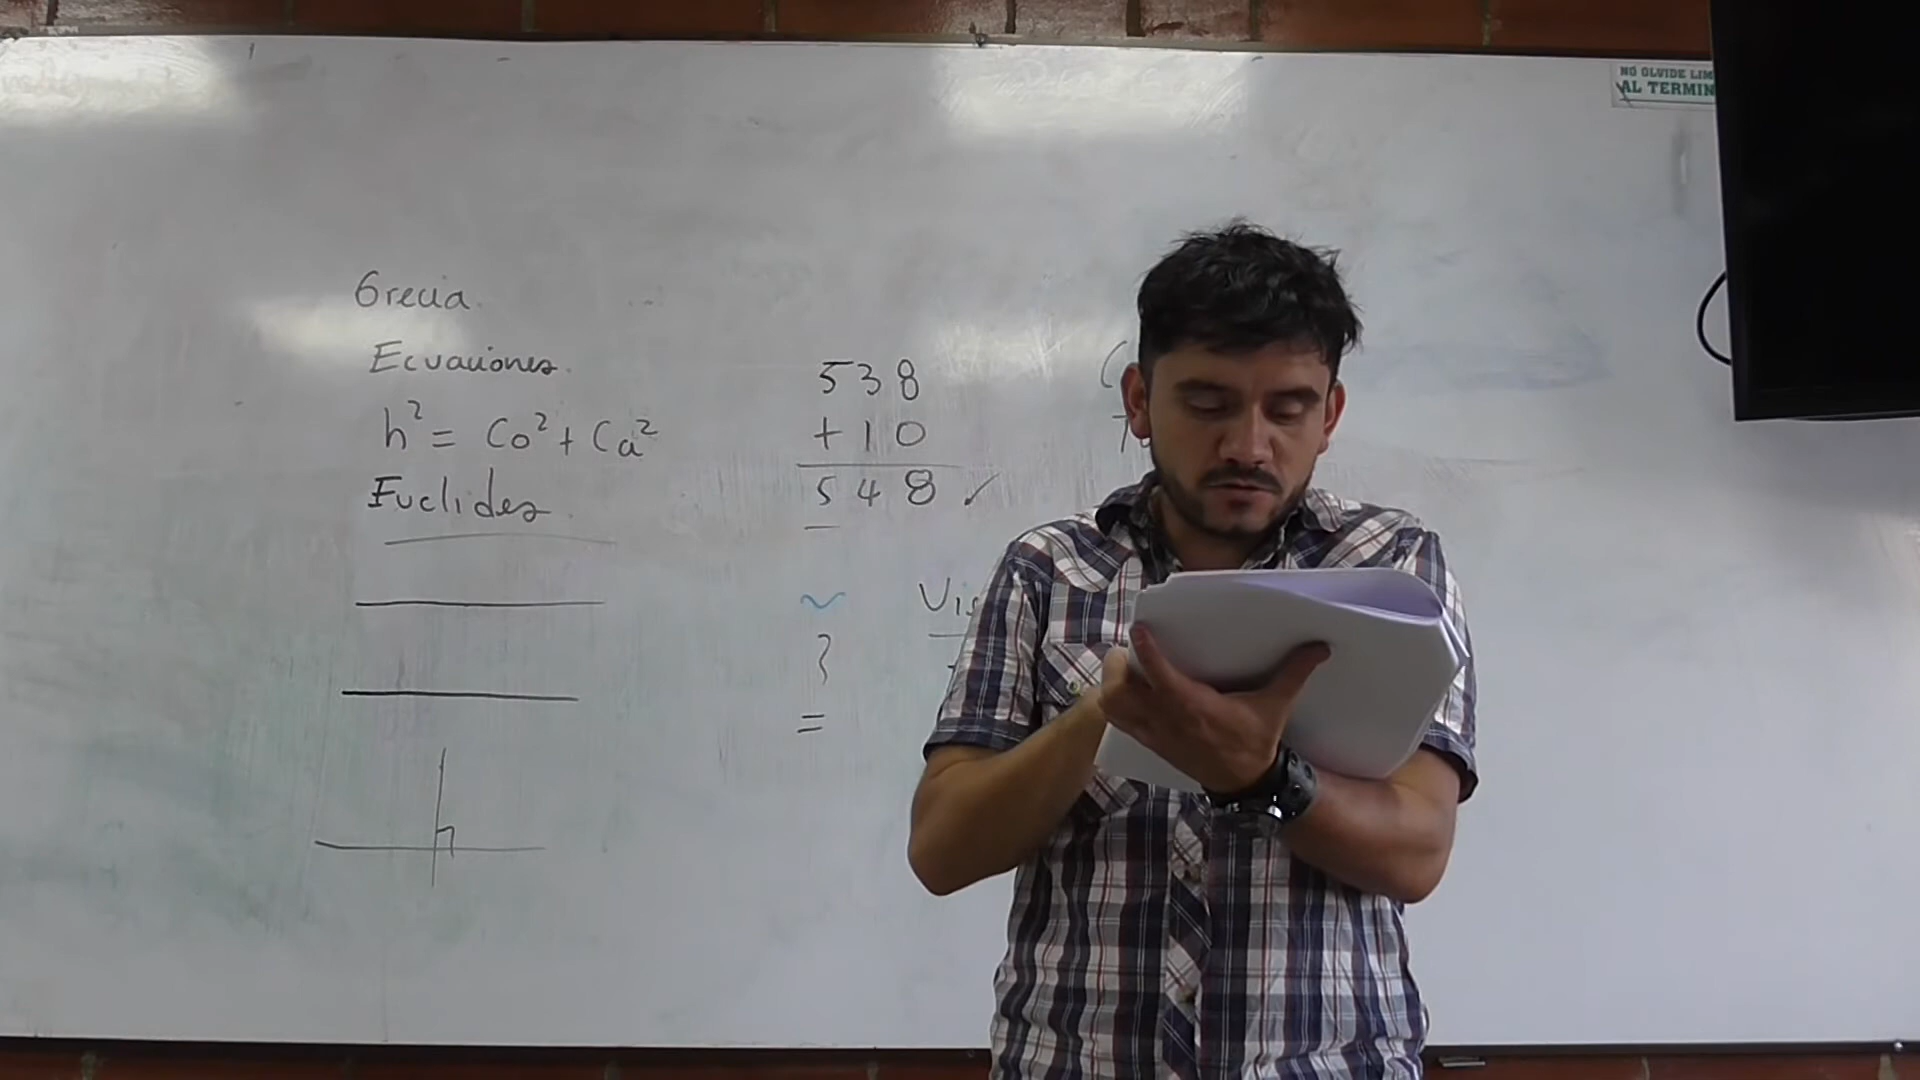 NO OLVIDE LIM
AL TERMIN
Grecia.
Ecuaciones.
h² = Co² + Ca²
Euclides.
538
+ 10
548 ✓
~
=